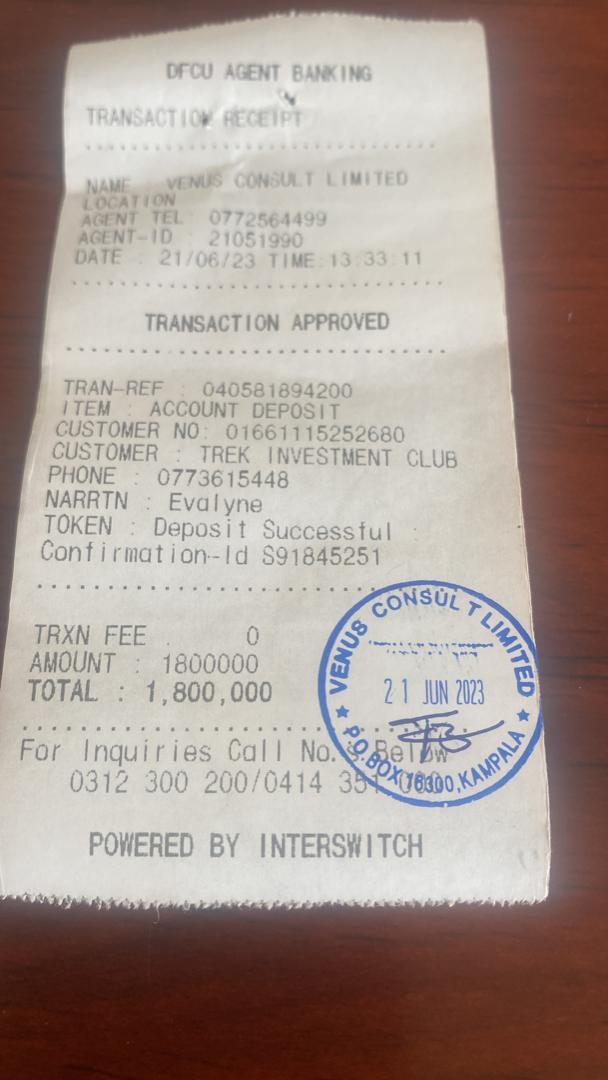 DFCU AGENT BANKING
TRANSACTION RECEIPT
NAME VENUS CONSULT LIMITED
LOCATION
AGENT TEL : 0772564499
AGENT-ID : 21051990
DATE : 21/06/23 TIME:13:33:11
TRANSACTION APPROVED
TRAN-REF : 040581894200
ITEM : ACCOUNT DEPOSIT
CUSTOMER NO: 01661115252680
CUSTOMER : TREK INVESTMENT CLUB
PHONE : 0773615448
NARRTN : Evalyne
TOKEN : Deposit Successful
Confirmation-Id S91845251
TRXN FEE : 0
AMOUNT : 1800000
TOTAL : 1,800,000
VENUS CONSULT LIMITED
21 JUN 2023
P.O.BOX 16300, KAMPALA
For Inquiries Call No.s Below
0312 300 200/0414 351 000
POWERED BY INTERSWITCH